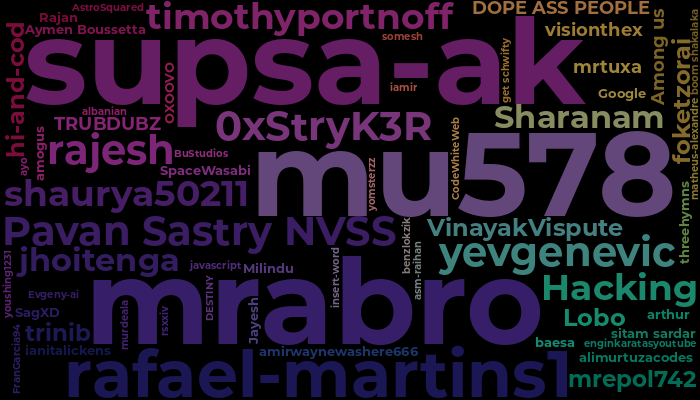 AstroSquared
Rajan
Aymen Boussetta
timothyportnoff
DOPE ASS PEOPLE
visionthex
somesh
supsa-ak
hi-and-cod
oxoovo
iamir
get schwifty
mrtuxa
Google
Among us
foketzorai
boom shakalaka
matheus-alexandre
albanian
TRUBDUBZ
0xStryK3R
Sharanam
amogus
ayo
rajesh
BuStudios
SpaceWasabi
yomsterzz
mu578
CodeWhiteWeb
shaurya50211
Pavan Sastry NVSS
VinayakVispute
threehymns
benzlokzik
asm-raihan
yevgenevic
youshing1231
jhoitenga
javascript
Milindu
insert-word
Evgeny-ai
DESTINY
mrabro
Hacking
SagXD
murdeala
rsxxiv
Jayesh
Lobo
arthur
trinib
sitam sardar
baesa
enginkaratasyoutube
ianitalickens
amirwaynewashere666
alimurtuzacodes
FranGarcia94
rafael-martins1
mrepol742